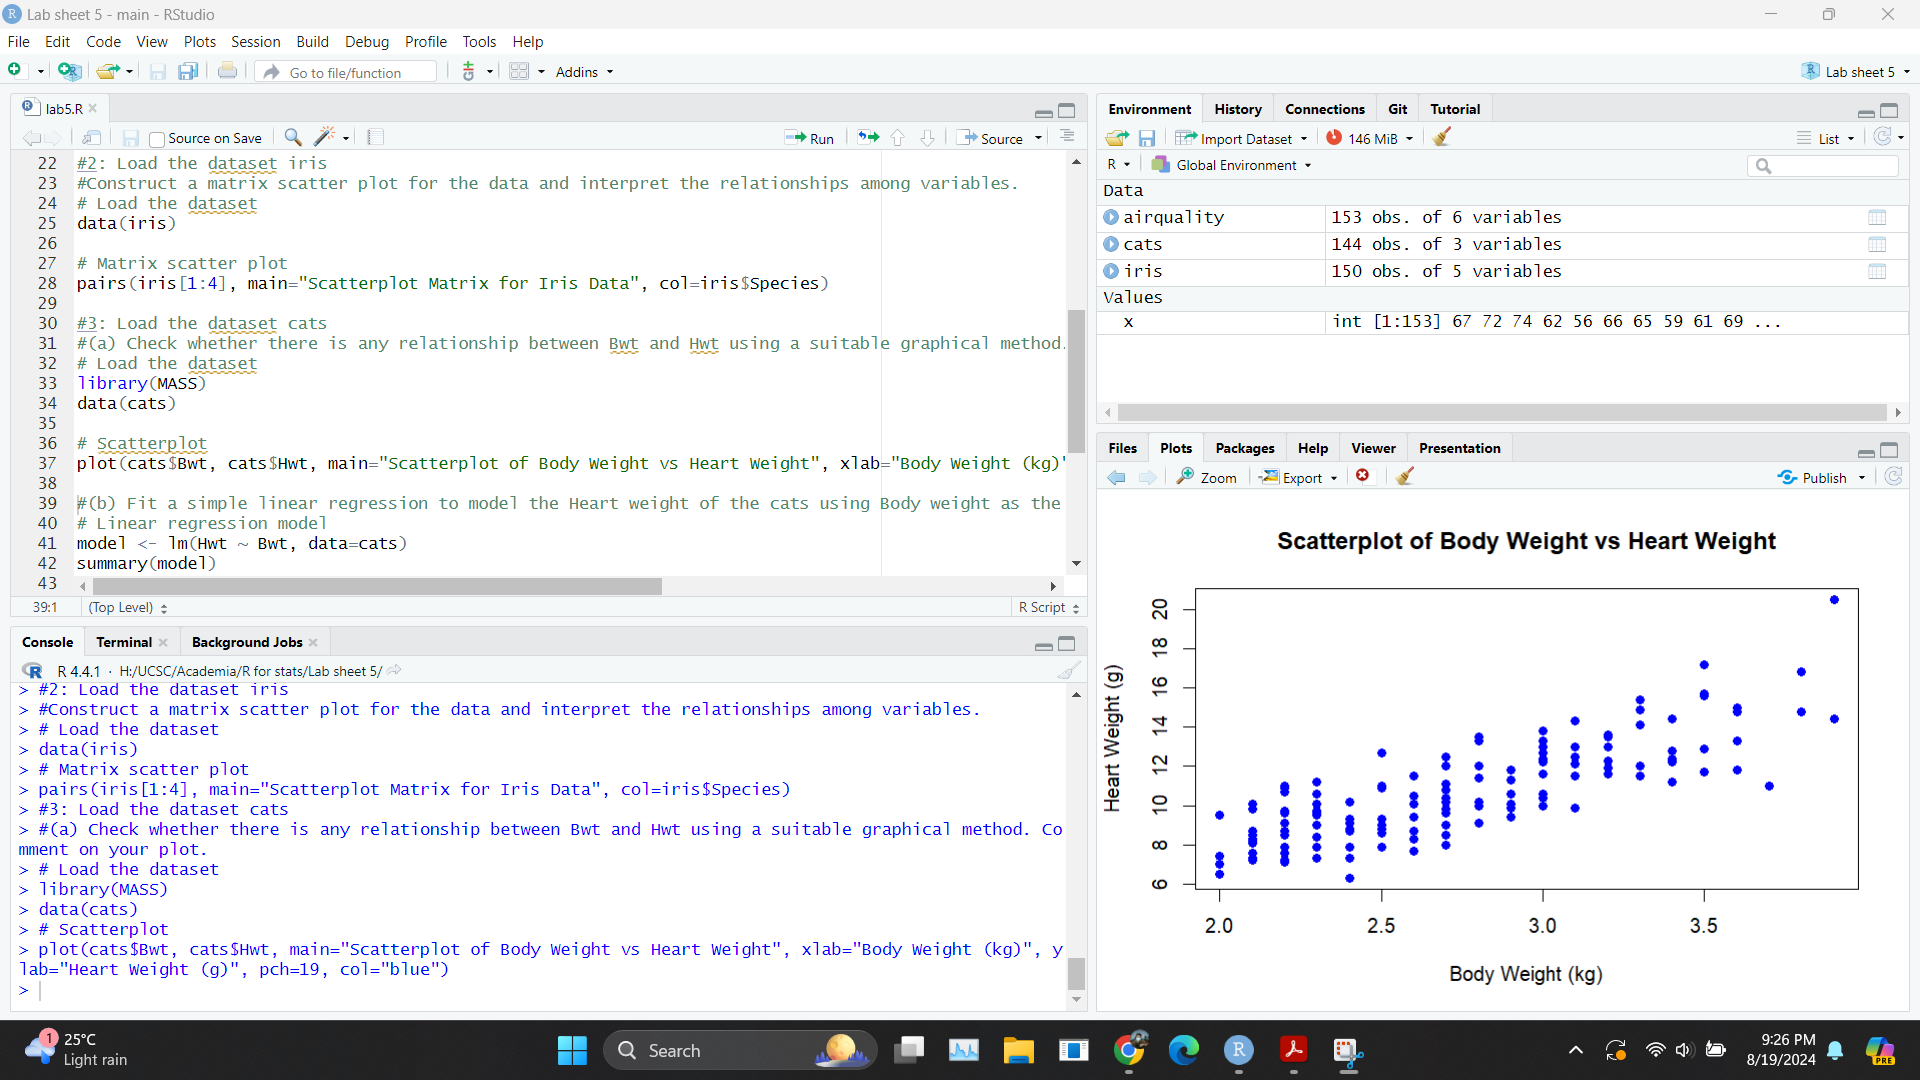 Lab sheet 5 - main - RStudio
File Edit Code View Plots Session Build Debug Profile Tools Help
Go to file/function Addins Lab sheet 5
lab5.R
Source on Save Run Source
22 #2: Load the dataset iris
23 #Construct a matrix scatter plot for the data and interpret the relationships among variables.
24 # Load the dataset
25 data(iris)
26
27 # Matrix scatter plot
28 pairs(iris[1:4], main="Scatterplot Matrix for Iris Data", col=iris$Species)
29
30 #3: Load the dataset cats
31 #(a) Check whether there is any relationship between Bwt and Hwt using a suitable graphical method.
32 # Load the dataset
33 library(MASS)
34 data(cats)
35
36 # Scatterplot
37 plot(cats$Bwt, cats$Hwt, main="Scatterplot of Body Weight vs Heart Weight", xlab="Body Weight (kg)"
38
39 #(b) Fit a simple linear regression to model the Heart weight of the cats using Body weight as the
40 # Linear regression model
41 model <- lm(Hwt ~ Bwt, data=cats)
42 summary(model)
43
39:1 (Top Level) R Script
Console Terminal Background Jobs
R 4.4.1 · H:/UCSC/Academia/R for stats/Lab sheet 5/
> #2: Load the dataset iris
> #Construct a matrix scatter plot for the data and interpret the relationships among variables.
> # Load the dataset
> data(iris)
> # Matrix scatter plot
> pairs(iris[1:4], main="Scatterplot Matrix for Iris Data", col=iris$Species)
> #3: Load the dataset cats
> #(a) Check whether there is any relationship between Bwt and Hwt using a suitable graphical method. Co
mment on your plot.
> # Load the dataset
> library(MASS)
> data(cats)
> # Scatterplot
> plot(cats$Bwt, cats$Hwt, main="Scatterplot of Body Weight vs Heart Weight", xlab="Body Weight (kg)", y
lab="Heart Weight (g)", pch=19, col="blue")
>
Environment History Connections Git Tutorial
Import Dataset 146 MiB List
R Global Environment
Data
airquality 153 obs. of 6 variables
cats 144 obs. of 3 variables
iris 150 obs. of 5 variables
Values
x int [1:153] 67 72 74 62 56 66 65 59 61 69 ...
Files Plots Packages Help Viewer Presentation
Zoom Export Publish
Scatterplot of Body Weight vs Heart Weight
Heart Weight (g)
20
18
16
14
12
10
8
6
2.0 2.5 3.0 3.5
Body Weight (kg)
1 25°C
Light rain
Search
PRE
9:26 PM
8/19/2024